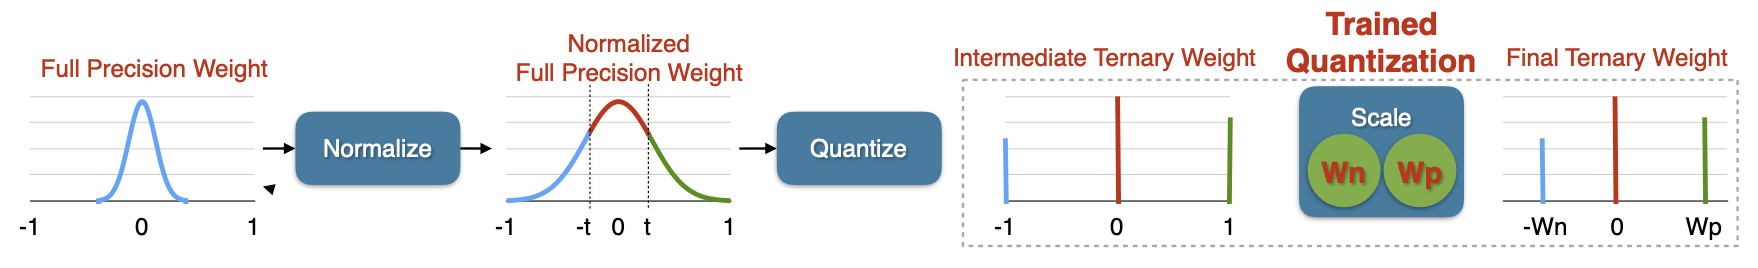 Full Precision Weight
-1 0 1
Normalize
Normalized
Full Precision Weight
-1 -t 0 t 1
Quantize
Intermediate Ternary Weight
-1 0 1
Trained
Quantization
Scale
Wn Wp
Final Ternary Weight
-Wn 0 Wp